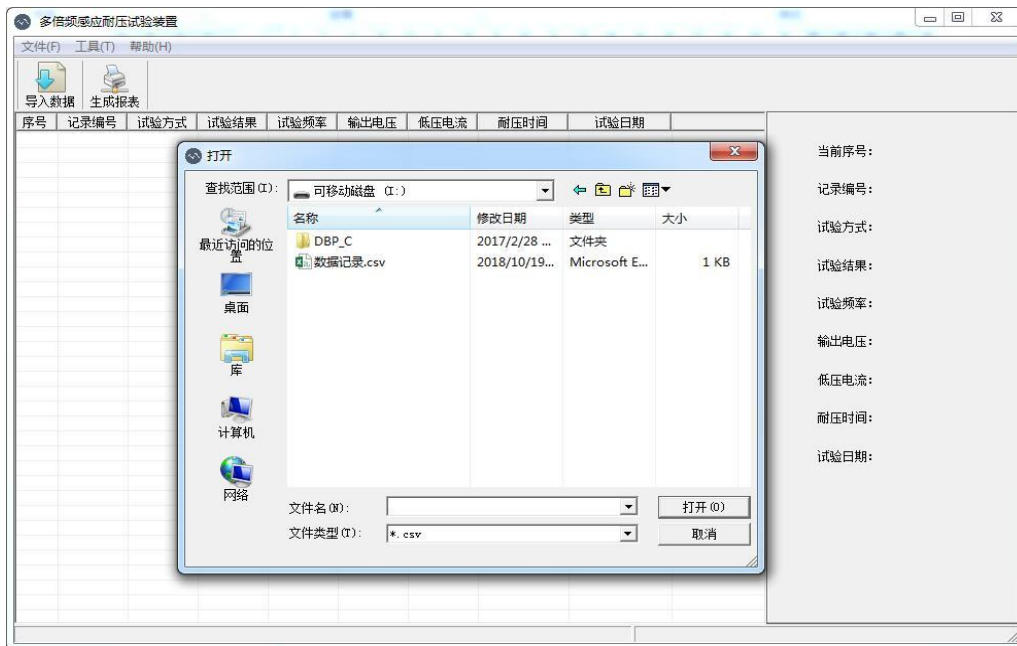 多倍频感应耐压试验装置
文件(F) 工具(T) 帮助(H)
导入数据 生成报表
序号 记录编号 试验方式 试验结果 试验频率 输出电压 低压电流 耐压时间 试验日期
打开
查找范围(I): 可移动磁盘 (I:)
名称 修改日期 类型 大小
DBP_C 2017/2/28 ... 文件夹
数据记录.csv 2018/10/19... Microsoft E... 1 KB
最近访问的位
置
桌面
库
计算机
网络
文件名(N):
打开(O)
文件类型(T): *.csv
取消
当前序号:
记录编号:
试验方式:
试验结果:
试验频率:
输出电压:
低压电流:
耐压时间:
试验日期: